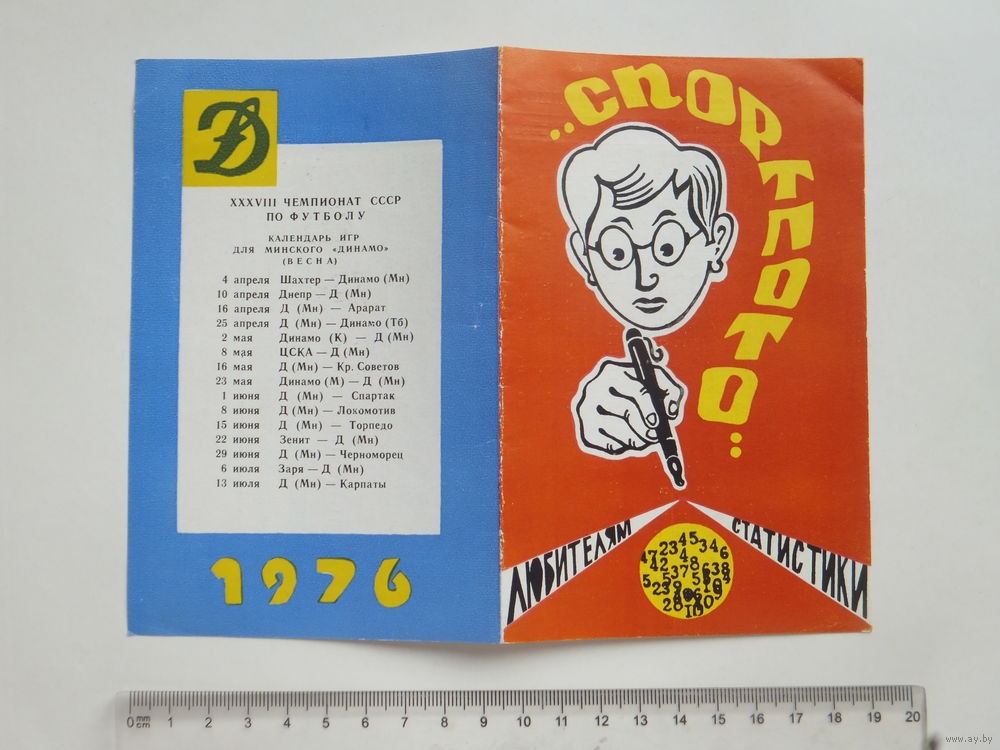 Д
XXXVIII ЧЕМПИОНАТ СССР
ПО ФУТБОЛУ
КАЛЕНДАРЬ ИГР
ДЛЯ МИНСКОГО «ДИНАМО»
(ВЕСНА)
4 апреля Шахтер — Динамо (Мн)
10 апреля Днепр — Д (Мн)
16 апреля Д (Мн) — Арарат
25 апреля Д (Мн) — Динамо (Тб)
2 мая Динамо (К) — Д (Мн)
8 мая ЦСКА — Д (Мн)
16 мая Д (Мн) — Кр. Советов
23 мая Динамо (М) — Д (Мн)
1 июня Д (Мн) — Спартак
8 июня Д (Мн) — Локомотив
15 июня Д (Мн) — Торпедо
22 июня Зенит — Д (Мн)
29 июня Д (Мн) — Черноморец
6 июля Заря — Д (Мн)
13 июля Д (Мн) — Карпаты
1976
..СПОРТЛОТО..
ЛЮБИТЕЛЯМ СТАТИСТИКИ
0 mm cm 1 2 3 4 5 6 7 8 9 10 11 12 13 14 15 16 17 18 19 20
www.ay.by